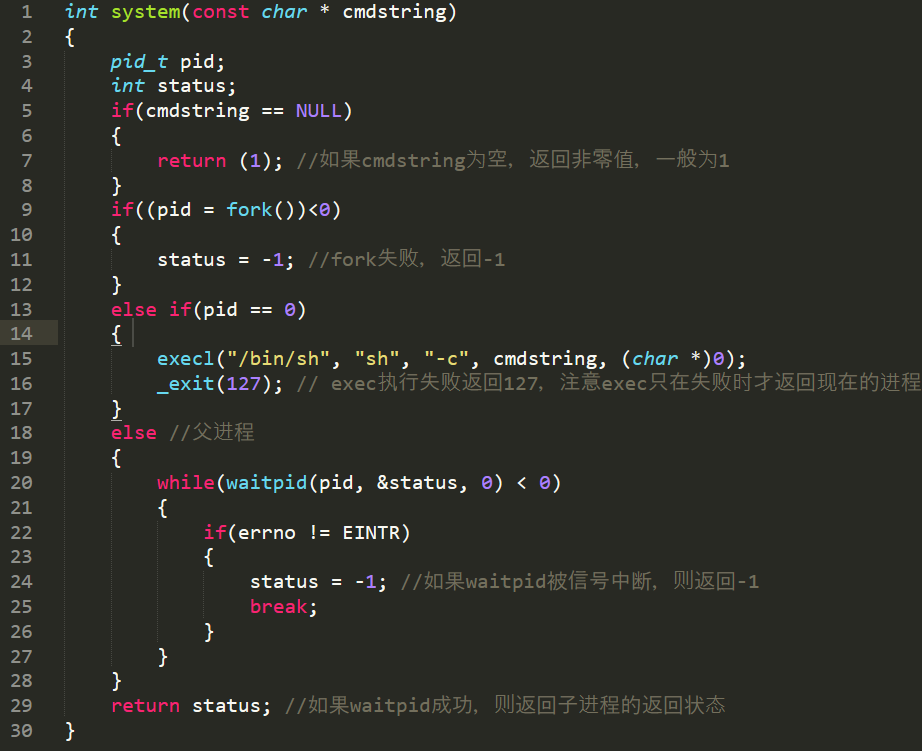 1 int system(const char * cmdstring)
2 {
3 pid_t pid;
4 int status;
5 if(cmdstring == NULL)
6 {
7 return (1); //如果cmdstring为空，返回非零值，一般为1
8 }
9 if((pid = fork())<0)
10 {
11 status = -1; //fork失败，返回-1
12 }
13 else if(pid == 0)
14 {
15 execl("/bin/sh", "sh", "-c", cmdstring, (char *)0);
16 _exit(127); // exec执行失败返回127，注意exec只在失败时才返回现在的进程
17 }
18 else //父进程
19 {
20 while(waitpid(pid, &status, 0) < 0)
21 {
22 if(errno != EINTR)
23 {
24 status = -1; //如果waitpid被信号中断，则返回-1
25 break;
26 }
27 }
28 }
29 return status; //如果waitpid成功，则返回子进程的返回状态
30 }